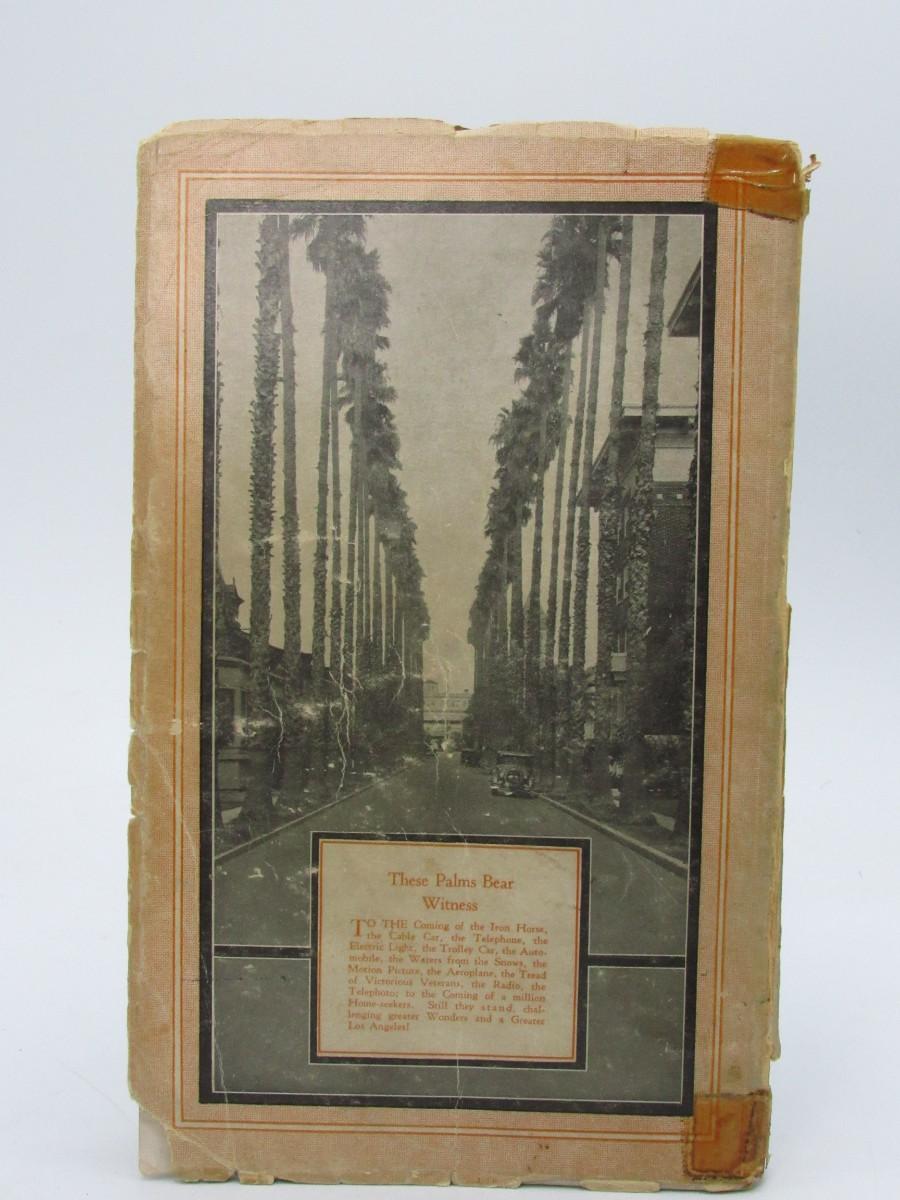 These Palms Bear
Witness
TO THE Coming of the Iron Horse,
the Cable Car, the Telephone, the
Electric Light, the Trolley Car, the Auto-
mobile, the Waters from the Snows, the
Motion Picture, the Aeroplane, the Tread
of Victorious Veterans, the Radio, the
Telephoto; to the Coming of a million
Home-seekers. Still they stand, chal-
lenging greater Wonders and a Greater
Los Angeles!